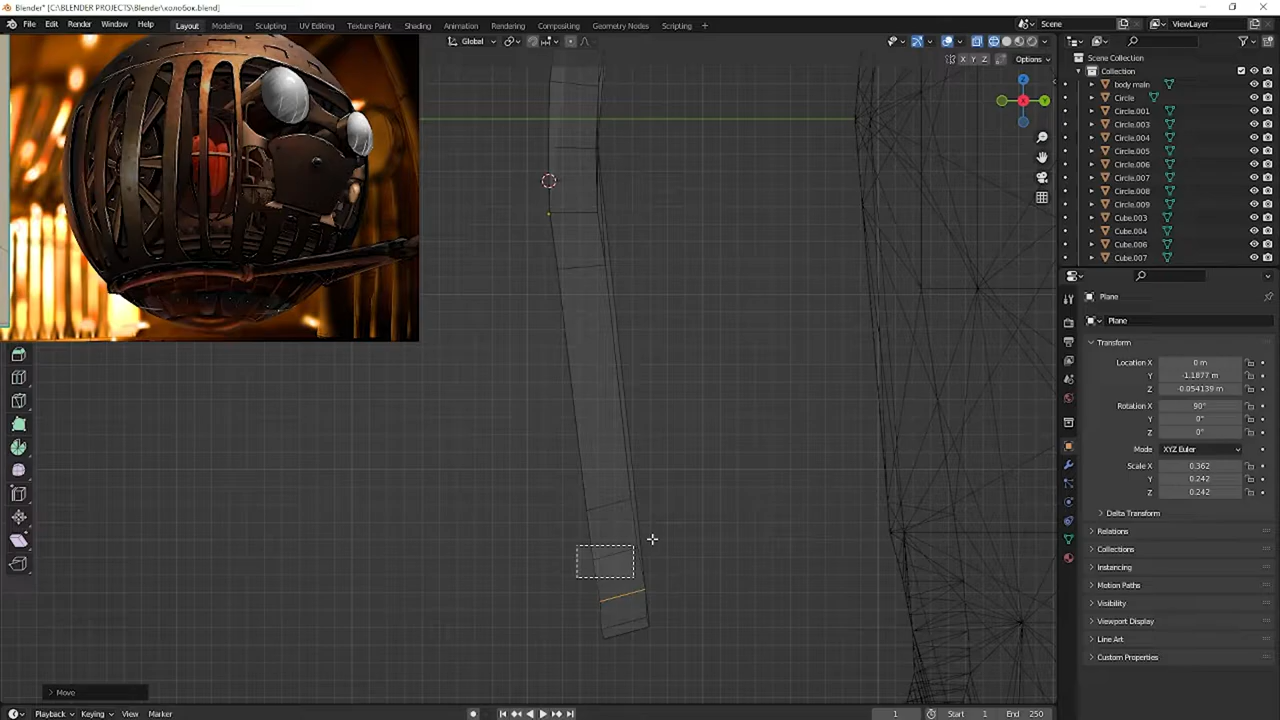 Blender* [C:\BLENDER PROJECTS\Blender\колобок.blend]
File Edit Render Window Help Layout Modeling Sculpting UV Editing Texture Paint Shading Animation Rendering Compositing Geometry Nodes Scripting + Scene ViewLayer
Global
X Y Z Options
Scene Collection
Collection
body main
Circle
Circle.001
Circle.003
Circle.004
Circle.005
Circle.006
Circle.007
Circle.008
Circle.009
Cube.003
Cube.004
Cube.006
Cube.007
Z
Y
Plane
Plane
Transform
Location X 0 m
Y -1.1877 m
Z -0.054139 m
Rotation X 90°
Y 0°
Z 0°
Mode XYZ Euler
Scale X 0.362
Y 0.242
Z 0.242
Delta Transform
Relations
Collections
Instancing
Motion Paths
Visibility
Viewport Display
Line Art
Custom Properties
Move
Playback Keying View Marker 1 Start 1 End 250